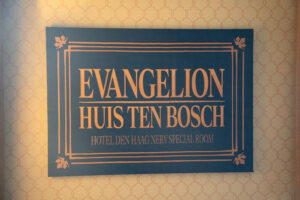 EVANGELION
HUIS TEN BOSCH
HOTEL DEN HAAG NERV SPECIAL ROOM